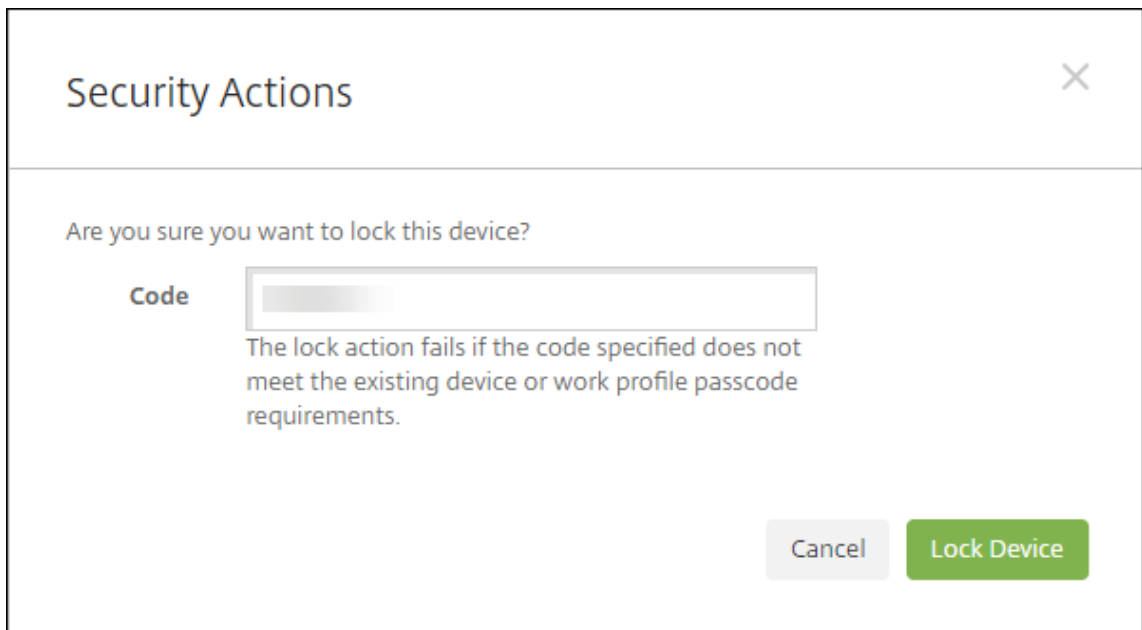 Security Actions
Are you sure you want to lock this device?
Code
The lock action fails if the code specified does not
meet the existing device or work profile passcode
requirements.
Cancel
Lock Device